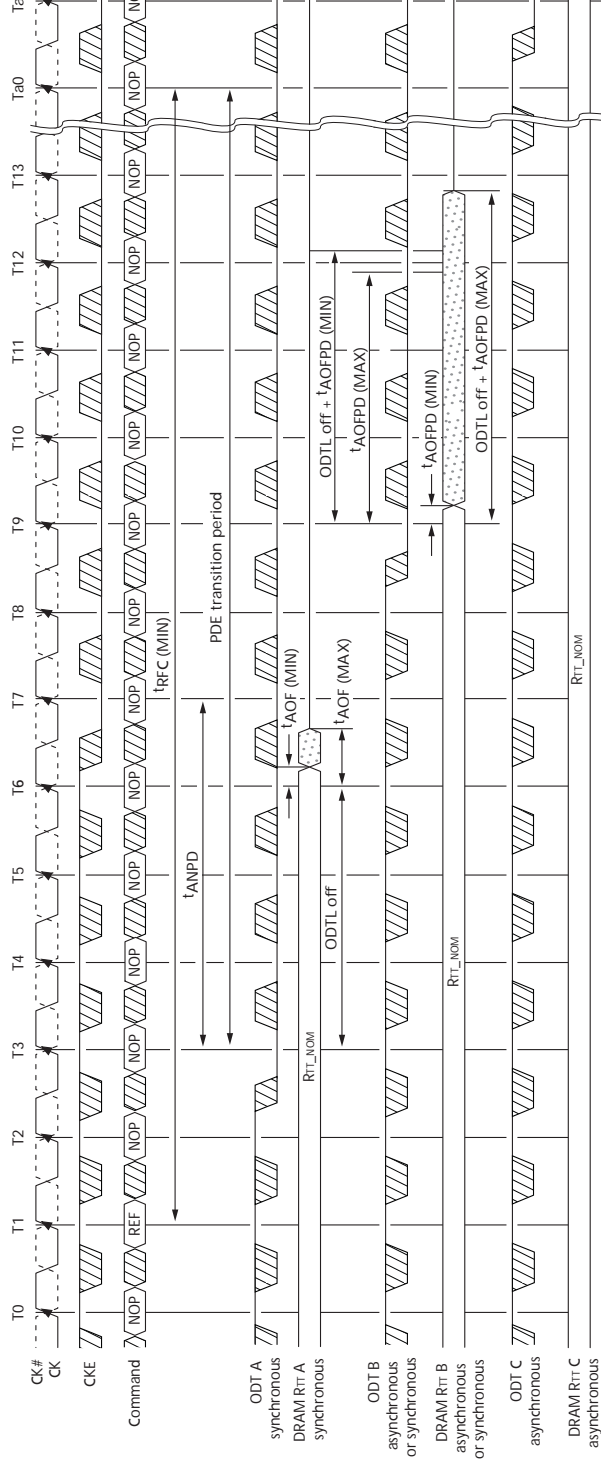 T0 T1 T2 T3 T4 T5 T6 T7 T8 T9 T10 T11 T12 T13 Ta0 Ta
CK#
CK
CKE
Command
NOP REF NOP NOP NOP NOP NOP NOP NOP NOP NOP NOP NOP NOP NOP
tRFC (MIN)
tANPD
PDE transition period
ODT A
synchronous
tAOF (MIN)
DRAM RTT A
synchronous
RTT_NOM
ODTL off
tAOF (MAX)
ODTL off + tAOFPD (MIN)
tAOFPD (MAX)
ODT B
asynchronous
or synchronous
tAOFPD (MIN)
DRAM RTT B
asynchronous
or synchronous
RTT_NOM
ODTL off + tAOFPD (MAX)
ODT C
asynchronous
DRAM RTT C
asynchronous
RTT_NOM